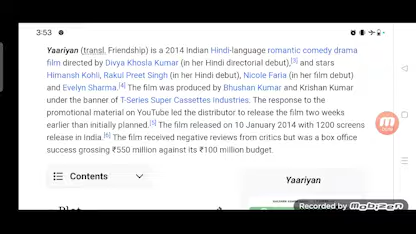 3:53
Yaariyan (transl. Friendship) is a 2014 Indian Hindi-language romantic comedy drama
film directed by Divya Khosla Kumar (in her Hindi directorial debut),[3] and stars
Himansh Kohli, Rakul Preet Singh (in her Hindi debut), Nicole Faria (in her film debut)
and Evelyn Sharma.[4] The film was produced by Bhushan Kumar and Krishan Kumar
under the banner of T-Series Super Cassettes Industries. The response to the
promotional material on YouTube led the distributor to release the film two weeks
earlier than initially planned.[5] The film released on 10 January 2014 with 1200 screens
release in India.[6] The film received negative reviews from critics but was a box office
success grossing ₹550 million against its ₹100 million budget.
Contents
Yaariyan
Recorded by Mobizen